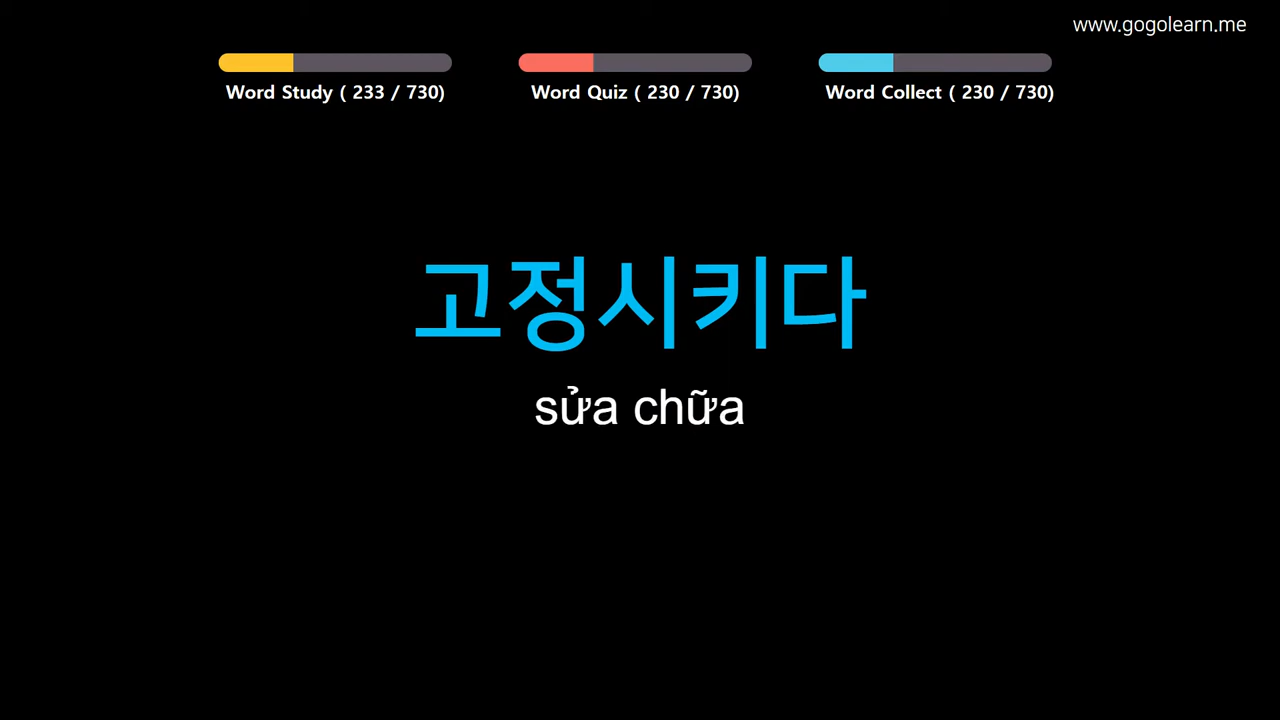 www.gogolearn.me
Word Study ( 233 / 730)
Word Quiz ( 230 / 730)
Word Collect ( 230 / 730)
고정시키다
sửa chữa